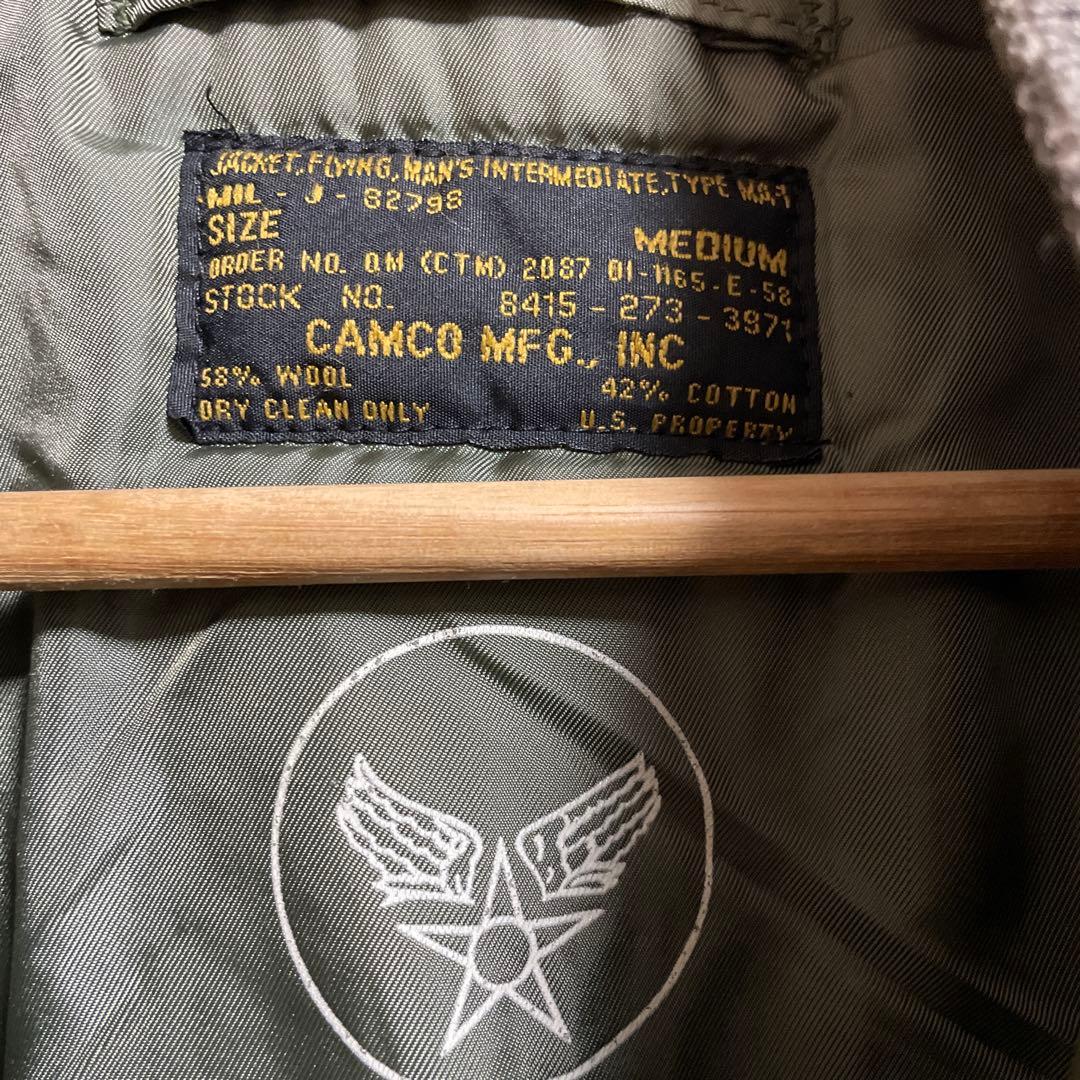 JACKET, FLYING, MAN'S INTERMEDIATE, TYPE MA-1
MIL - J - 82798
SIZE MEDIUM
ORDER NO. QM (CTM) 2087 01-1165-E-58
STOCK NO. 8415 - 273 - 3971
CAMCO MFG., INC
58% WOOL 42% COTTON
DRY CLEAN ONLY U.S. PROPERTY